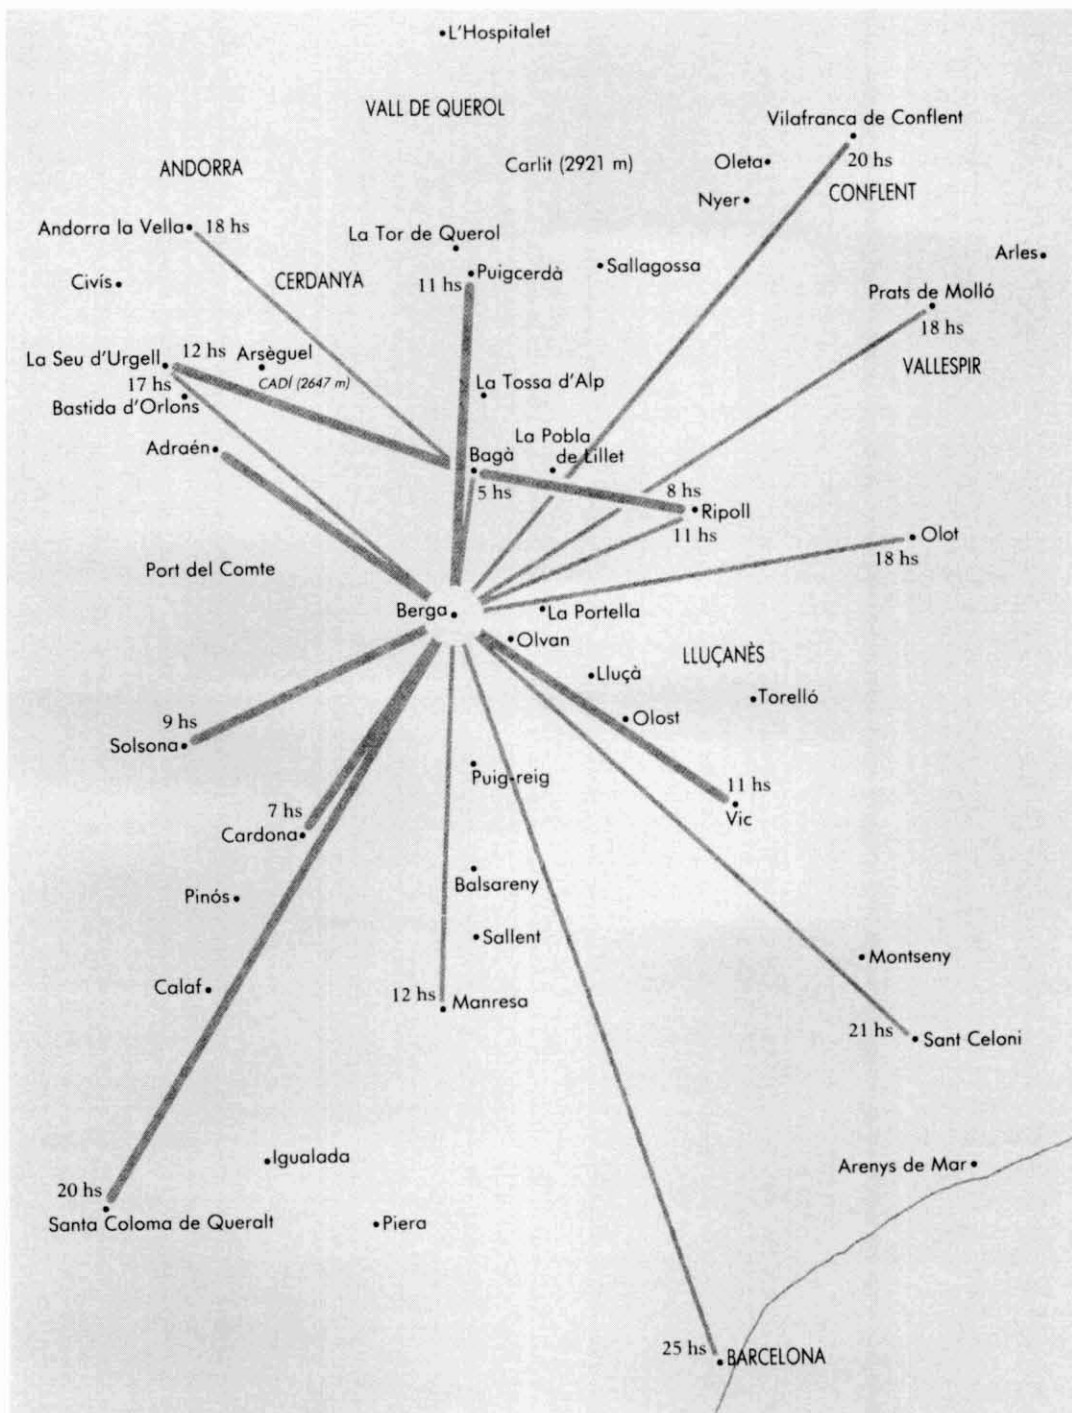 L'Hospitalet
VALL DE QUEROL
Vilafranca de Conflent
Carlit (2921 m)
Oleta
20 hs
ANDORRA
Nyer
CONFLENT
Andorra la Vella
18 hs
La Tor de Querol
Arles
Civís
CERDANYA
11 hs
Puigcerdà
Sallagossa
Prats de Molló
18 hs
La Seu d'Urgell
12 hs
Arsèguel
VALLESPIR
17 hs
CADÍ (2647 m)
La Tossa d'Alp
Bastida d'Orlons
Adraén
Bagà
La Pobla
de Lillet
5 hs
8 hs
Ripoll
11 hs
Olot
18 hs
Port del Comte
Berga
La Portella
Olvan
LLUÇANÈS
Lluçà
Torelló
Olost
9 hs
Solsona
Puig-reig
11 hs
Vic
7 hs
Cardona
Balsareny
Pinós
Sallent
Montseny
Calaf
12 hs
Manresa
21 hs
Sant Celoni
Igualada
Arenys de Mar
20 hs
Santa Coloma de Queralt
Piera
25 hs
BARCELONA